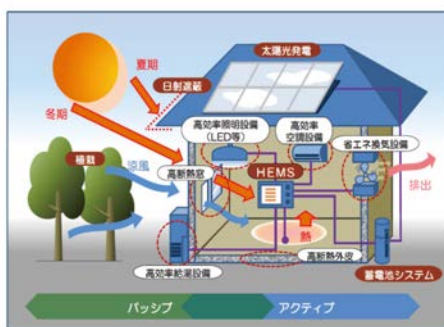 太陽光発電
夏期
日射遮蔽
冬期
高効率照明設備
(LED等)
高効率
空調設備
省エネ換気設備
植栽
涼風
高断熱窓
HEMS
排出
熱
高効率給湯設備
高断熱外皮
蓄電池システム
パッシブ
アクティブ